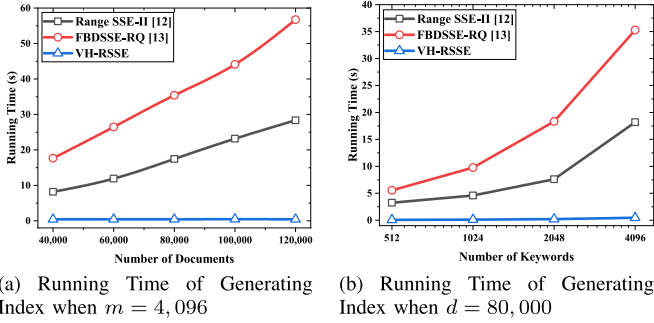 Range SSE-II [12]
FBDSSE-RQ [13]
VH-RSSE
Running Time (s)
60
50
40
30
20
10
0
40,000 60,000 80,000 100,000 120,000
Number of Documents
(a) Running Time of Generating
Index when m = 4,096
Range SSE-II [12]
FBDSSE-RQ [13]
VH-RSSE
Running Time (s)
40
35
30
25
20
15
10
5
0
512 1024 2048 4096
Number of Keywords
(b) Running Time of Generating
Index when d = 80,000